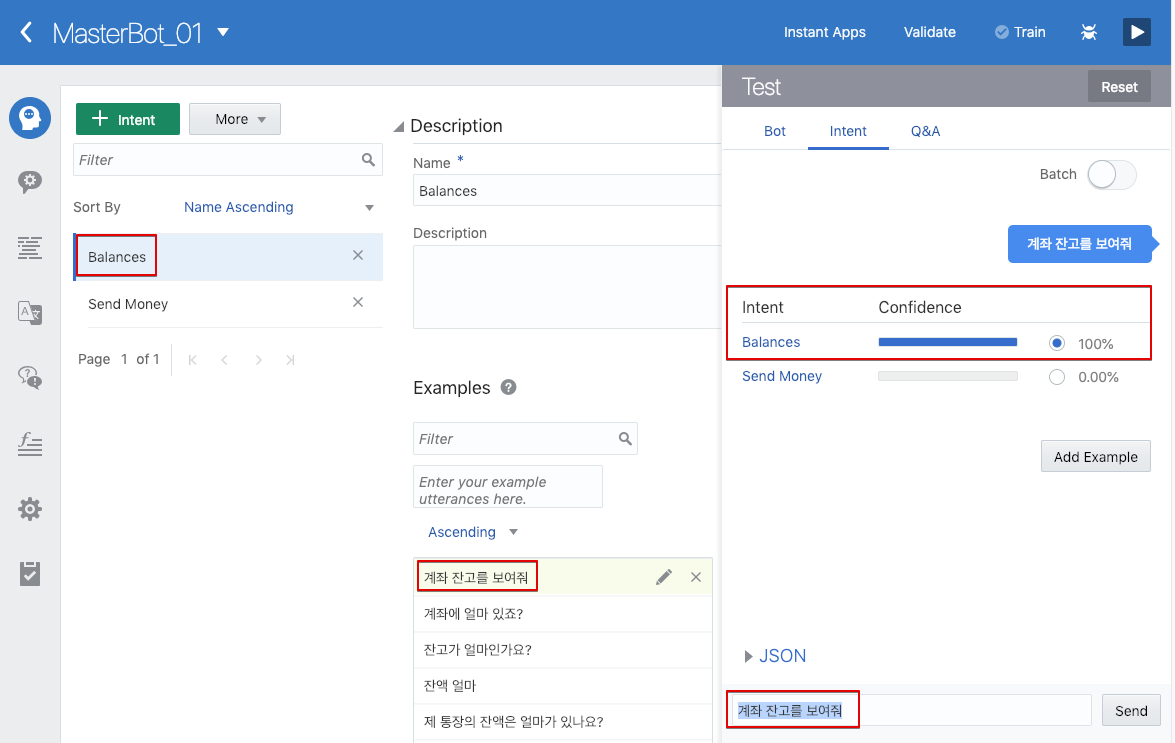 MasterBot_01
Instant Apps
Validate
Train
Intent
More
Filter
Sort By
Name Ascending
Balances
Send Money
Page 1 of 1
Description
Name *
Balances
Description
Examples
Filter
Enter your example
utterances here.
Ascending
계좌 잔고를 보여줘
계좌에 얼마 있죠?
잔고가 얼마인가요?
잔액 얼마
제 통장의 잔액은 얼마가 있나요?
Test
Reset
Bot
Intent
Q&A
Batch
계좌 잔고를 보여줘
Intent Confidence
Balances 100%
Send Money 0.00%
Add Example
JSON
계좌 잔고를 보여줘
Send